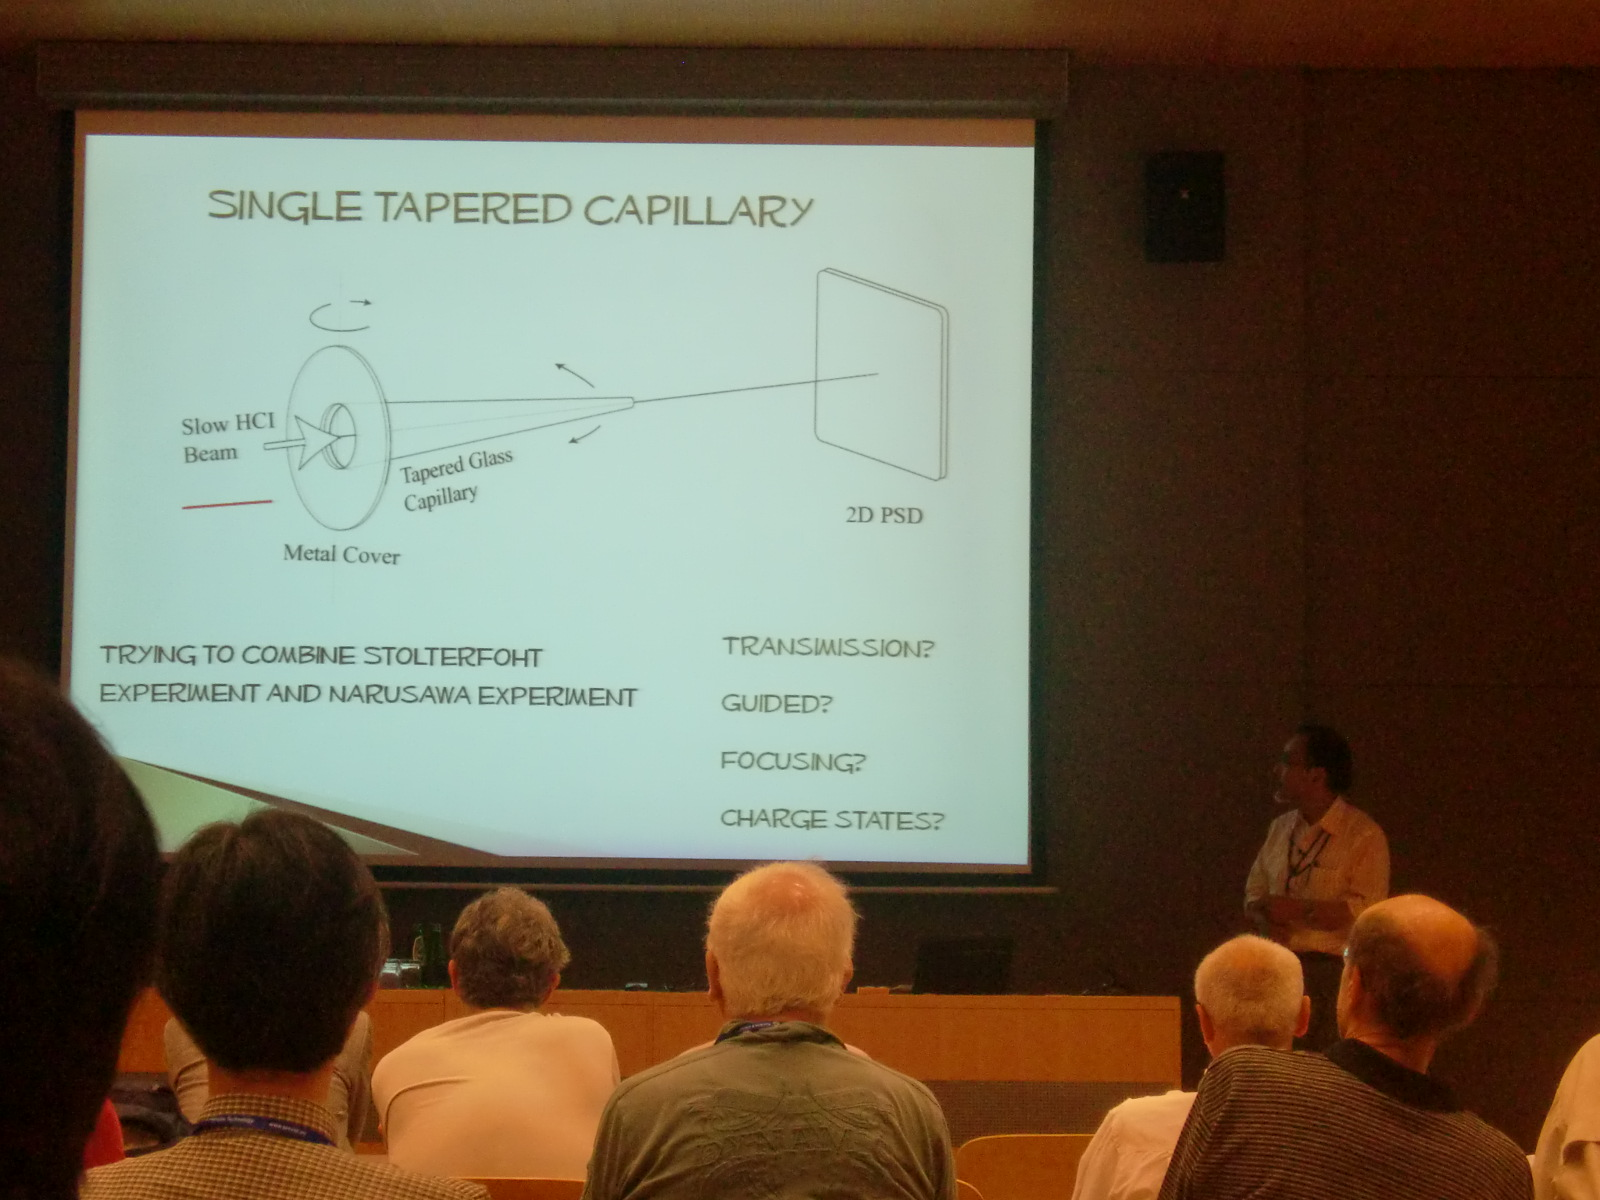 SINGLE TAPERED CAPILLARY
Slow HCI
Beam
Tapered Glass
Capillary
Metal Cover
2D PSD
TRYING TO COMBINE STOLTERFOHT
EXPERIMENT AND NARUSAWA EXPERIMENT
TRANSIMISSION?
GUIDED?
FOCUSING?
CHARGE STATES?